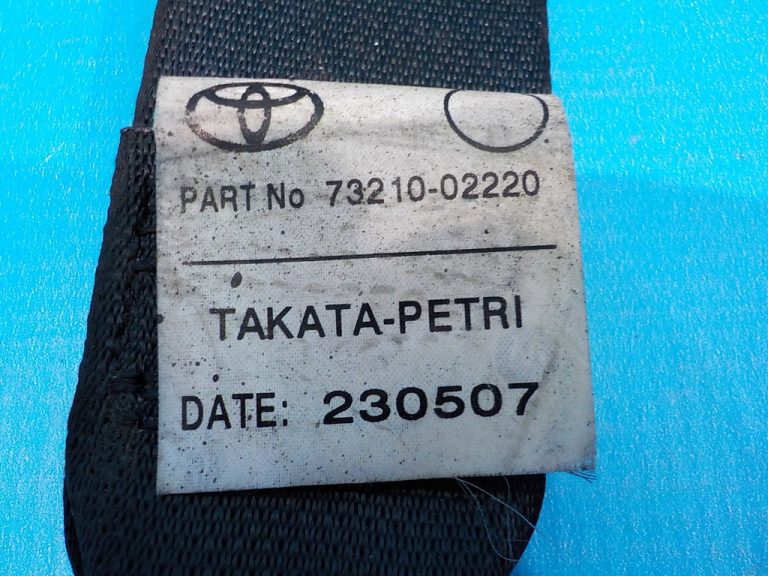 PART No 73210-02220
TAKATA-PETRI
DATE: 230507